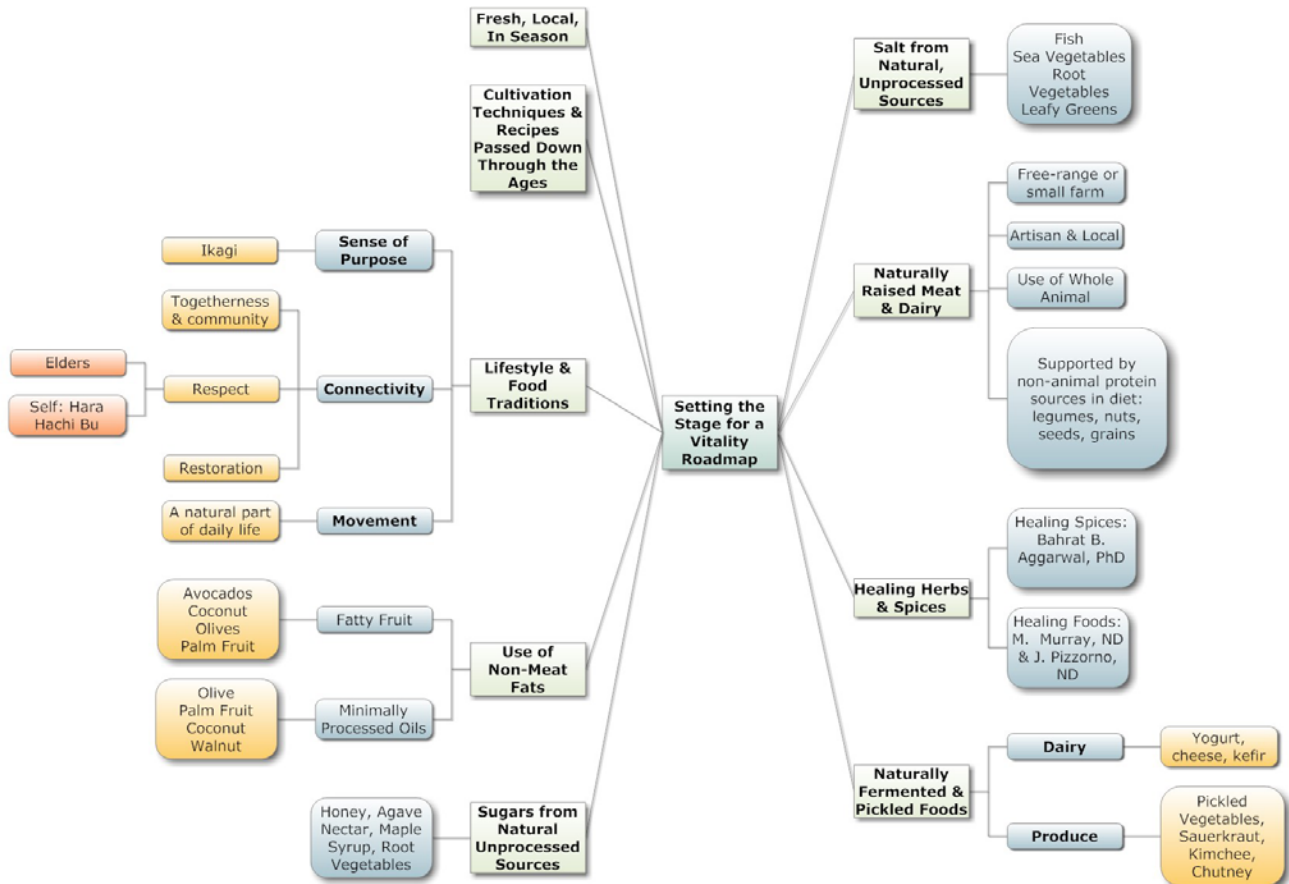 Fresh, Local,
In Season
Cultivation
Techniques &
Recipes
Passed Down
Through the
Ages
Ikagi
Sense of
Purpose
Togetherness
& community
Elders
Respect
Self: Hara
Hachi Bu
Connectivity
Lifestyle &
Food
Traditions
Restoration
A natural part
of daily life
Movement
Avocados
Coconut
Olives
Palm Fruit
Fatty Fruit
Use of
Non-Meat
Fats
Olive
Palm Fruit
Coconut
Walnut
Minimally
Processed Oils
Honey, Agave
Nectar, Maple
Syrup, Root
Vegetables
Sugars from
Natural
Unprocessed
Sources
Setting the
Stage for a
Vitality
Roadmap
Salt from
Natural,
Unprocessed
Sources
Fish
Sea Vegetables
Root
Vegetables
Leafy Greens
Naturally
Raised Meat
& Dairy
Free-range or
small farm
Artisan & Local
Use of Whole
Animal
Supported by
non-animal protein
sources in diet:
legumes, nuts,
seeds, grains
Healing Herbs
& Spices
Healing Spices:
Bahrat B.
Aggarwal, PhD
Healing Foods:
M. Murray, ND
& J. Pizzorno,
ND
Naturally
Fermented &
Pickled Foods
Dairy
Yogurt,
cheese, kefir
Produce
Pickled
Vegetables,
Sauerkraut,
Kimchee,
Chutney